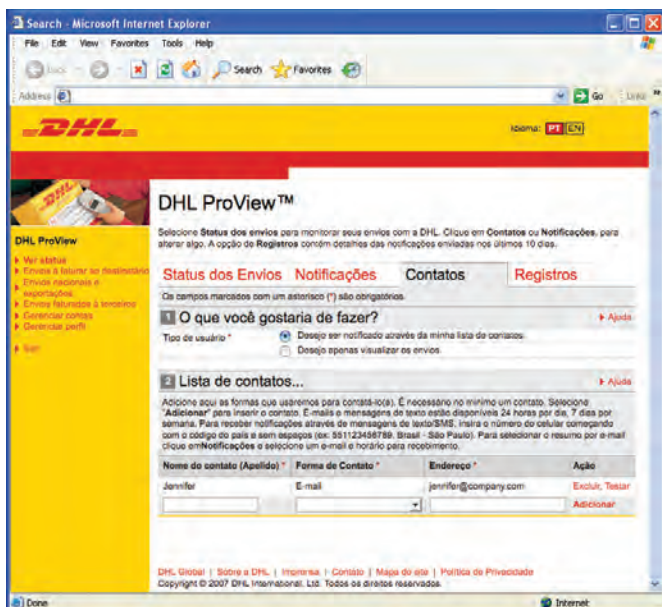 Search - Microsoft Internet Explorer
File Edit View Favorites Tools Help
Back Search Favorites
Address Go Links
DHL
Idioma: PT EN
DHL
DHL ProView™
Selecione Status dos envios para monitorar seus envios com a DHL. Clique em Contatos ou Notificações, para
alterar algo. A opção de Registros contém detalhes das notificações enviadas nos últimos 10 dias.
DHL ProView
Ver status
Envios à faturar ao destinatário
Envios nacionais e
exportações
Envios faturados à terceiros
Gerenciar contas
Gerenciar perfil
Sair
Status dos Envios Notificações Contatos Registros
Os campos marcados com um asterisco (*) são obrigatórios.
1 O que você gostaria de fazer? Ajuda
Tipo de usuário * Desejo ser notificado através da minha lista de contatos.
Desejo apenas visualizar os envios.
2 Lista de contatos... Ajuda
Adicione aqui as formas que usaremos para contatá-lo(a). É necessário no mínimo um contato. Selecione
"Adicionar" para inserir o contato. E-mails e mensagens de texto estão disponíveis 24 horas por dia, 7 dias por
semana. Para receber notificações através de mensagens de texto/SMS, insira o número do celular começando
com o código do país e sem espaços (ex: 551123456789, Brasil - São Paulo). Para selecionar o resumo por e-mail
clique emNotificações e selecione um e-mail e horário para recebimento.
Nome do contato (Apelido) * Forma de Contato * Endereço * Ação
Jennifer E-mail jennifer@company.com Excluir, Testar
Adicionar
DHL Global | Sobre a DHL | Imprensa | Contato | Mapa do site | Política de Privacidade
Copyright © 2007 DHL International, Ltd. Todos os direitos reservados.
Done Internet